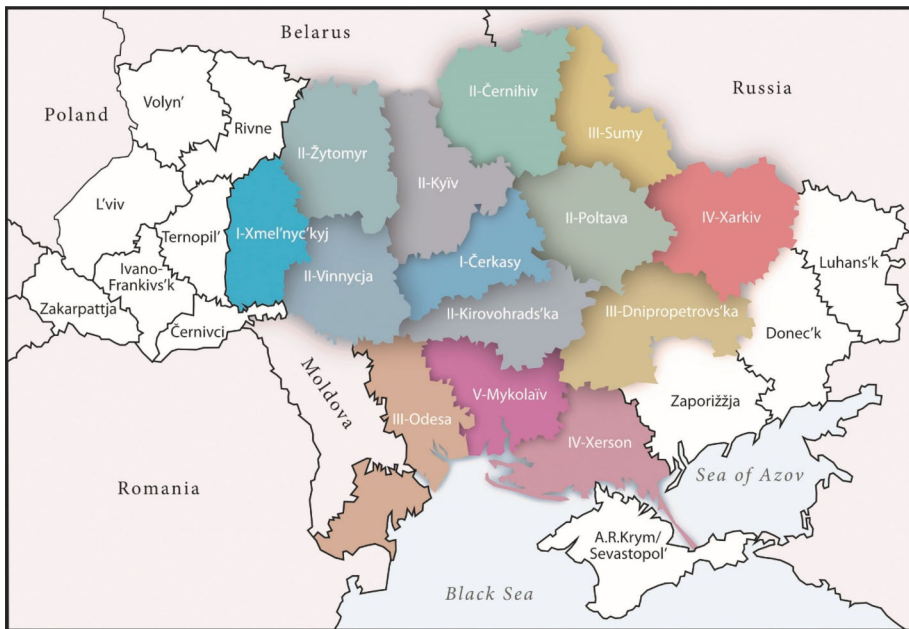 Belarus
Poland
Russia
Volyn'
Rivne
II-Žytomyr
II-Kyïv
II-Černihiv
III-Sumy
L'viv
Ternopil'
I-Xmel'nyc'kyj
II-Poltava
IV-Xarkiv
Ivano-
Frankivs'k
II-Vinnycja
I-Čerkasy
Luhans'k
Zakarpattja
Černivci
II-Kirovohrads'ka
III-Dnipropetrovs'ka
Donec'k
Moldova
III-Odesa
V-Mykolaïv
IV-Xerson
Zaporižžja
Romania
Sea of Azov
A.R.Krym/
Sevastopol'
Black Sea